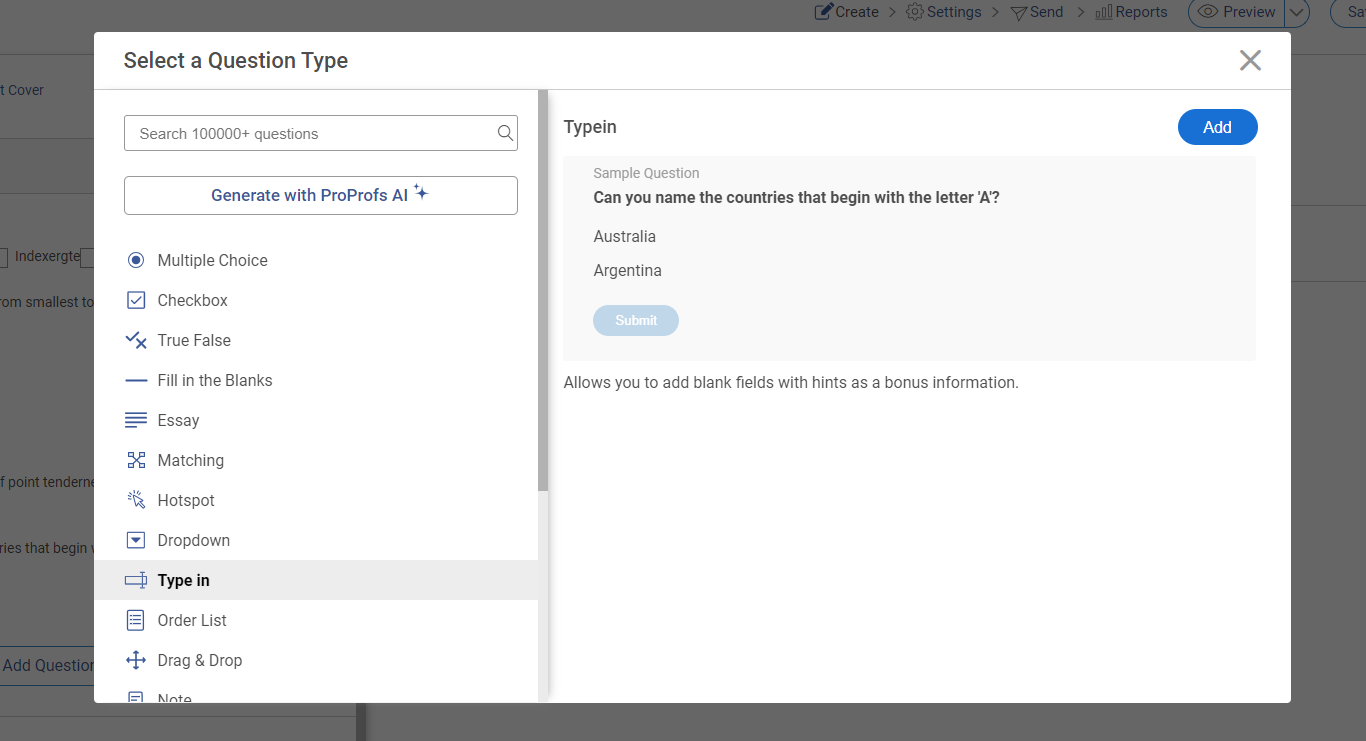 Create > Settings > Send > Reports Preview
Select a Question Type
t Cover
Search 100000+ questions
Generate with ProProfs AI
Typein
Add
Sample Question
Can you name the countries that begin with the letter 'A'?
Australia
Argentina
Submit
Allows you to add blank fields with hints as a bonus information.
Multiple Choice
Checkbox
True False
Fill in the Blanks
Essay
Matching
Hotspot
Dropdown
Type in
Order List
Drag & Drop
Note
Indexergte
rom smallest to
f point tenderne
ries that begin
Add Question